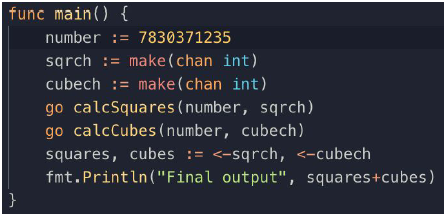 func main() {
    number := 7830371235
    sqrch := make(chan int)
    cubech := make(chan int)
    go calcSquares(number, sqrch)
    go calcCubes(number, cubech)
    squares, cubes := <-sqrch, <-cubech
    fmt.Println("Final output", squares+cubes)
}